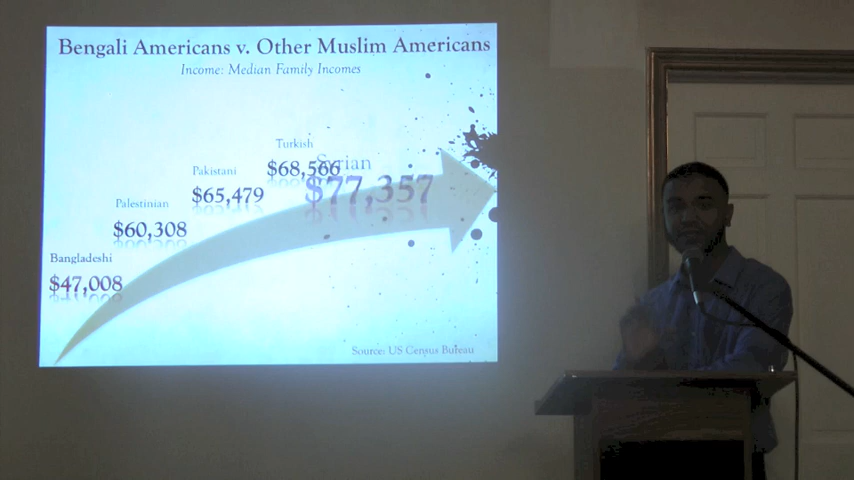 Bengali Americans v. Other Muslim Americans
Income: Median Family Incomes
Turkish
$68,566
Syrian
$77,357
Pakistani
$65,479
Palestinian
$60,308
Bangladeshi
$47,008
Source: US Census Bureau